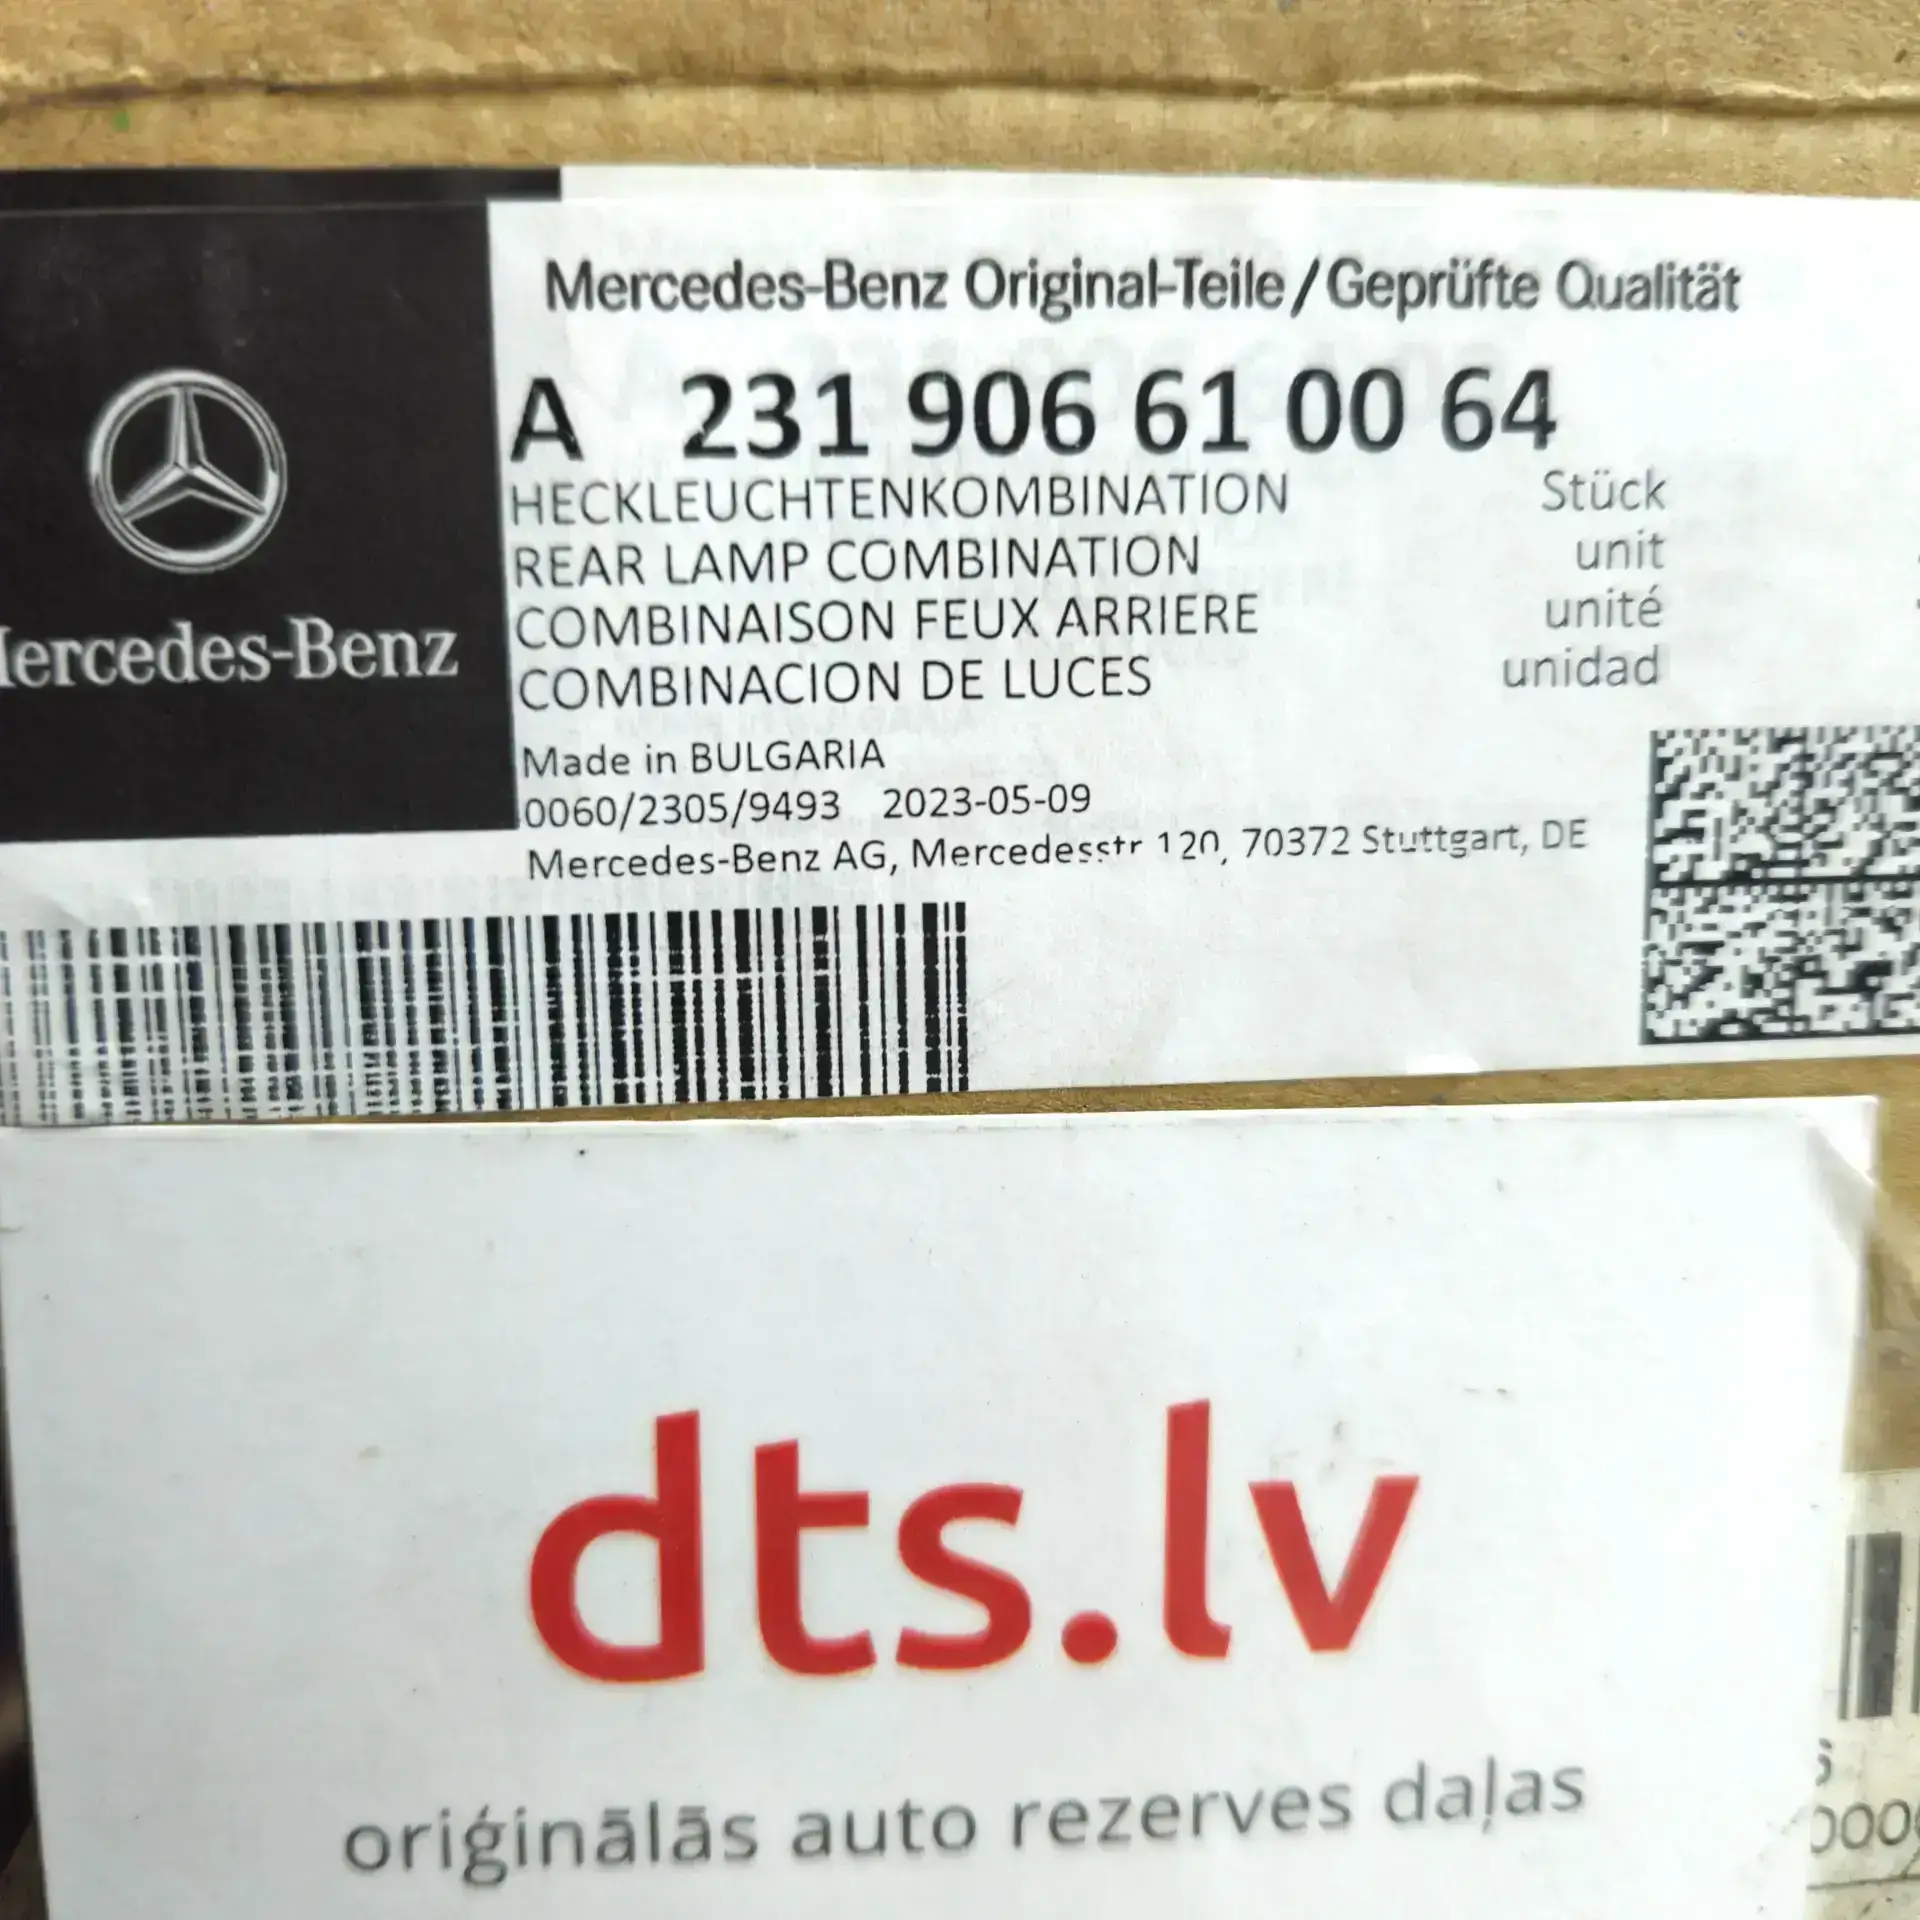 Mercedes-Benz Original-Teile/Geprüfte Qualität
A 231 906 61 00 64
HECKLEUCHTENKOMBINATION Stück
REAR LAMP COMBINATION unit
COMBINAISON FEUX ARRIERE unité
COMBINACION DE LUCES unidad
Mercedes-Benz
Made in BULGARIA
0060/2305/9493 2023-05-09
Mercedes-Benz AG, Mercedesstr 120, 70372 Stuttgart, DE
dts.lv
oriģinālās auto rezerves daļas